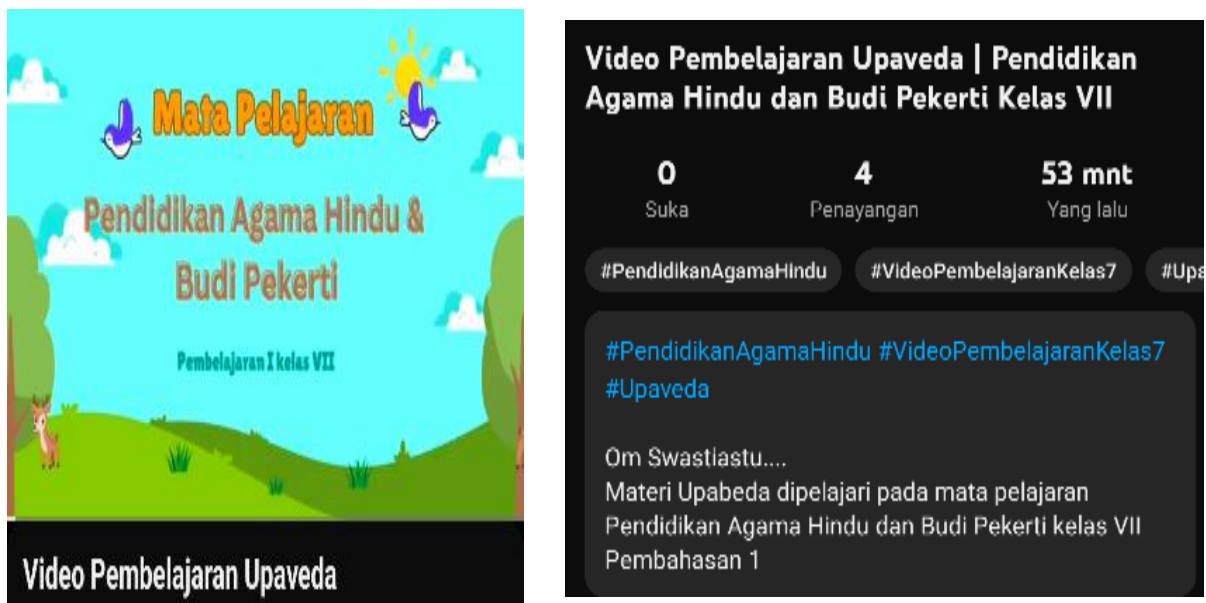 Mata Pelajaran
Pendidikan Agama Hindu &
Budi Pekerti
Pembelajaran I kelas VII
Video Pembelajaran Upaveda
Video Pembelajaran Upaveda | Pendidikan
Agama Hindu dan Budi Pekerti Kelas VII
0 4 53 mnt
Suka Penayangan Yang lalu
#PendidikanAgamaHindu #VideoPembelajaranKelas7 #Upa
#PendidikanAgamaHindu #VideoPembelajaranKelas7
#Upaveda
Om Swastiastu....
Materi Upabeda dipelajari pada mata pelajaran
Pendidikan Agama Hindu dan Budi Pekerti kelas VII
Pembahasan 1